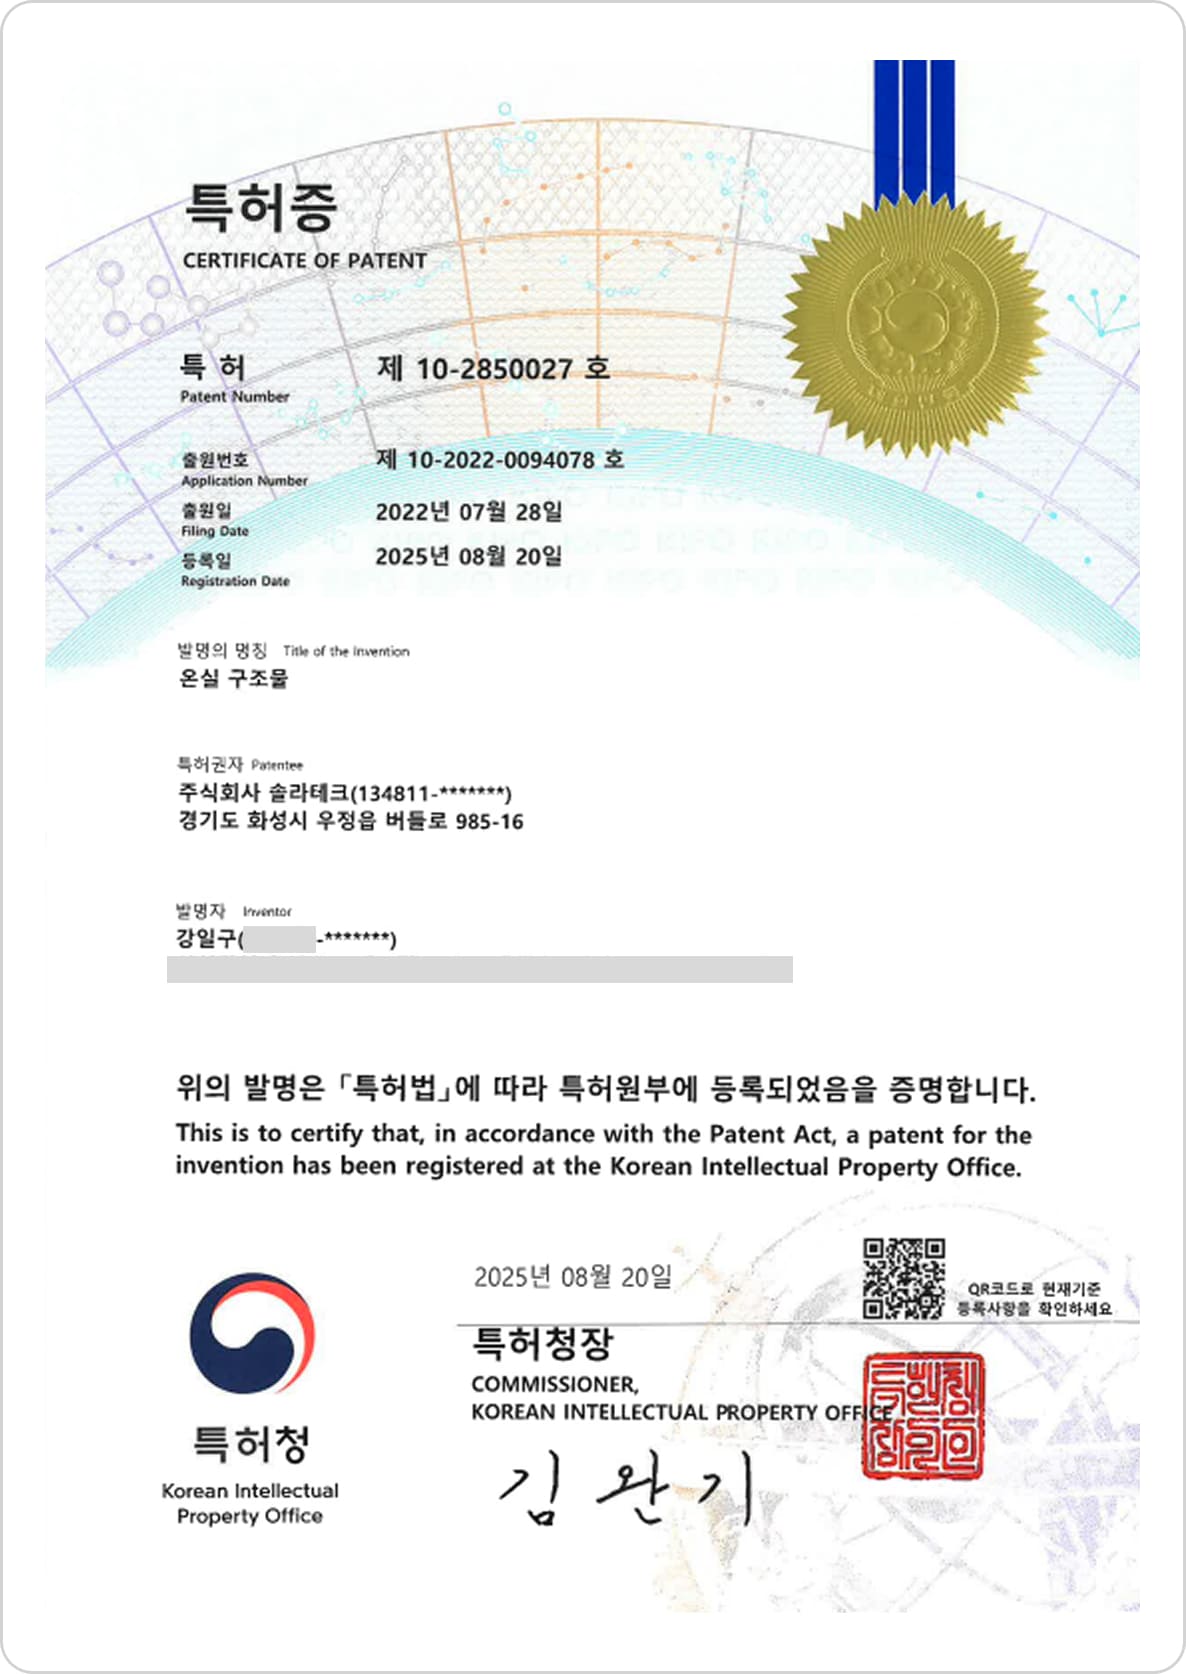 특허증
CERTIFICATE OF PATENT
특 허 제 10-2850027 호
Patent Number
출원번호 제 10-2022-0094078 호
Application Number
출원일 2022년 07월 28일
Filing Date
등록일 2025년 08월 20일
Registration Date
발명의 명칭 Title of the Invention
온실 구조물
특허권자 Patentee
주식회사 솔라테크(134811-*******)
경기도 화성시 우정읍 버들로 985-16
발명자 Inventor
강일구( -*******)
위의 발명은 「특허법」에 따라 특허원부에 등록되었음을 증명합니다.
This is to certify that, in accordance with the Patent Act, a patent for the
invention has been registered at the Korean Intellectual Property Office.
2025년 08월 20일
QR코드로 현재기준
등록사항을 확인하세요
특허청장
COMMISSIONER,
KOREAN INTELLECTUAL PROPERTY OFFICE
김 완 기
특허청
Korean Intellectual
Property Office